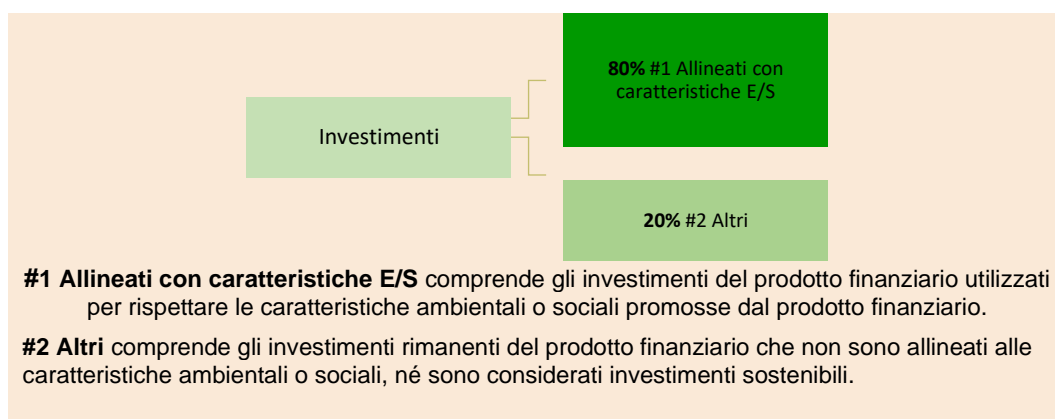 80% #1 Allineati con
caratteristiche E/S
Investimenti
20% #2 Altri
#1 Allineati con caratteristiche E/S comprende gli investimenti del prodotto finanziario utilizzati
per rispettare le caratteristiche ambientali o sociali promosse dal prodotto finanziario.
#2 Altri comprende gli investimenti rimanenti del prodotto finanziario che non sono allineati alle
caratteristiche ambientali o sociali, né sono considerati investimenti sostenibili.